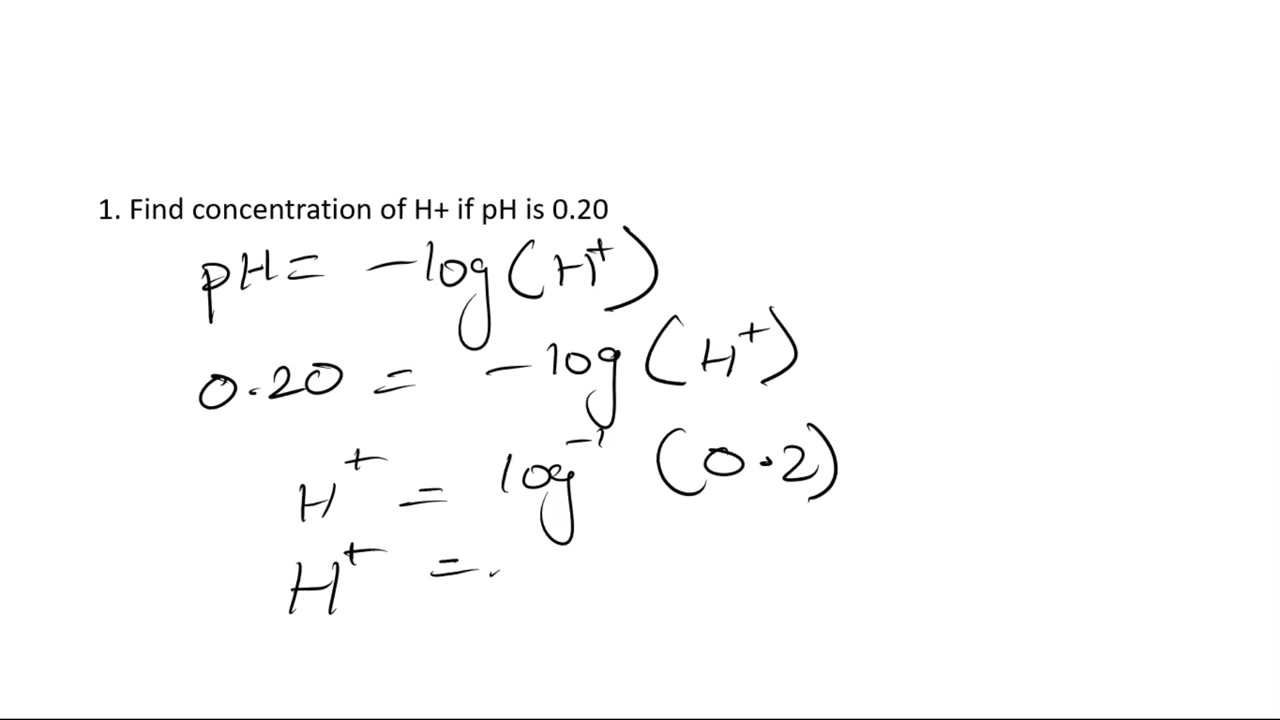 1. Find concentration of H+ if pH is 0.20
pH = -log(H⁺)
0.20 = -log(H⁺)
H⁺ = log⁻¹ (0.2)
H⁺ =.